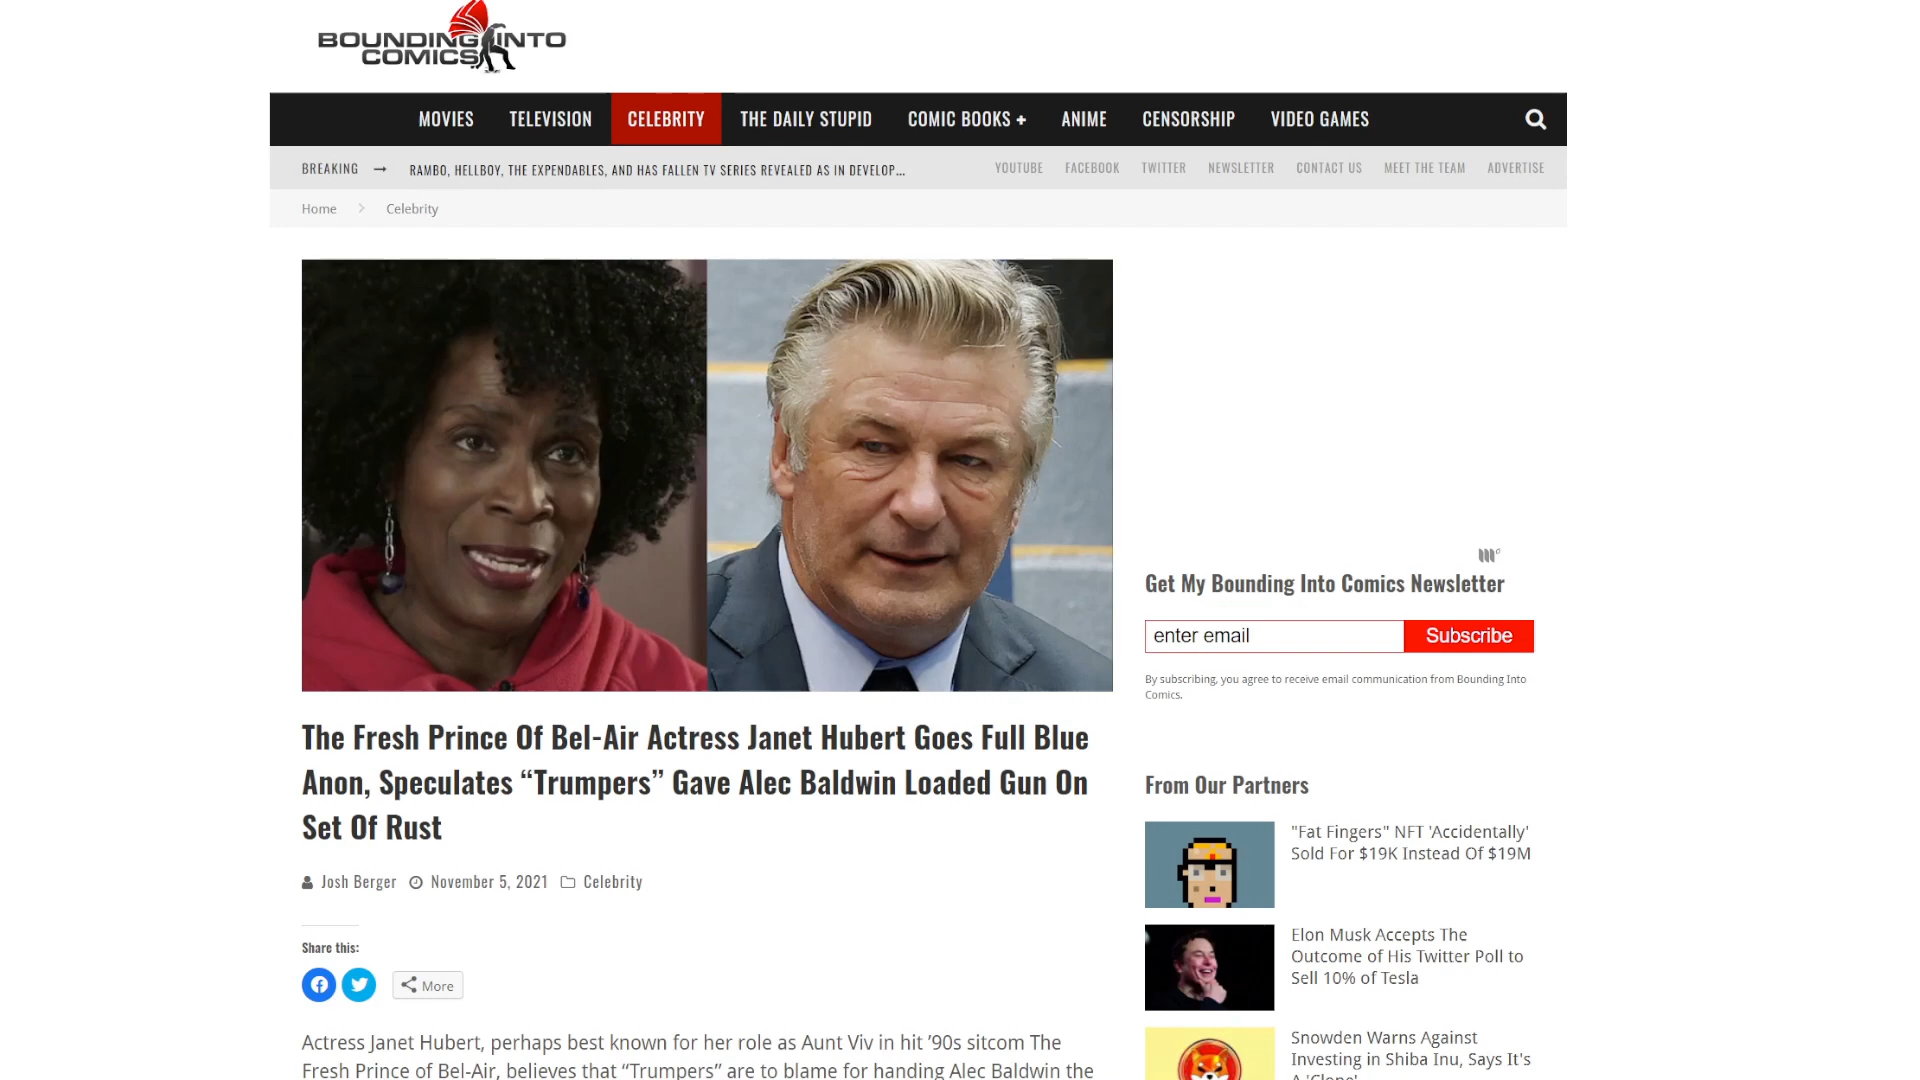 BOUNDING INTO
COMICS
MOVIES TELEVISION CELEBRITY THE DAILY STUPID COMIC BOOKS + ANIME CENSORSHIP VIDEO GAMES
BREAKING → RAMBO, HELLBOY, THE EXPENDABLES, AND HAS FALLEN TV SERIES REVEALED AS IN DEVELOP... YOUTUBE FACEBOOK TWITTER NEWSLETTER CONTACT US MEET THE TEAM ADVERTISE
Home > Celebrity
The Fresh Prince Of Bel-Air Actress Janet Hubert Goes Full Blue
Anon, Speculates “Trumpers” Gave Alec Baldwin Loaded Gun On
Set Of Rust
Josh Berger November 5, 2021 Celebrity
Share this:
More
Actress Janet Hubert, perhaps best known for her role as Aunt Viv in hit ’90s sitcom The
Fresh Prince of Bel-Air, believes that “Trumpers” are to blame for handing Alec Baldwin the
Get My Bounding Into Comics Newsletter
enter email Subscribe
By subscribing, you agree to receive email communication from Bounding Into
Comics.
From Our Partners
"Fat Fingers" NFT 'Accidentally'
Sold For $19K Instead Of $19M
Elon Musk Accepts The
Outcome of His Twitter Poll to
Sell 10% of Tesla
Snowden Warns Against
Investing in Shiba Inu, Says It's
A 'Clone'